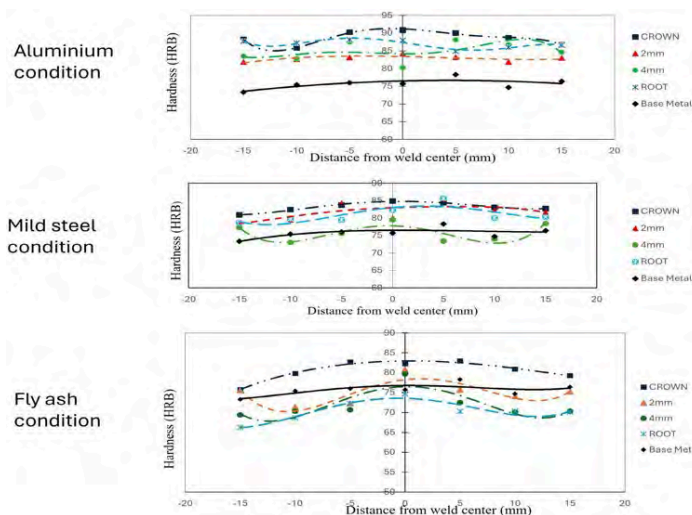 Aluminium
condition
Hardness (HRB)
95
90
85
80
75
70
65
60
-20 -15 -10 -5 0 5 10 15 20
Distance from weld center (mm)
CROWN
2mm
4mm
ROOT
Base Metal
Mild steel
condition
Hardness (HRB)
85
80
75
70
65
60
-20 -15 -10 -5 0 5 10 15 20
Distance from weld center (mm)
CROWN
2mm
4mm
ROOT
Base Metal
Fly ash
condition
Hardness (HRB)
90
85
80
75
70
65
60
55
50
-20 -15 -10 -5 0 5 10 15 20
Distance from weld center (mm)
CROWN
2mm
4mm
ROOT
Base Metal